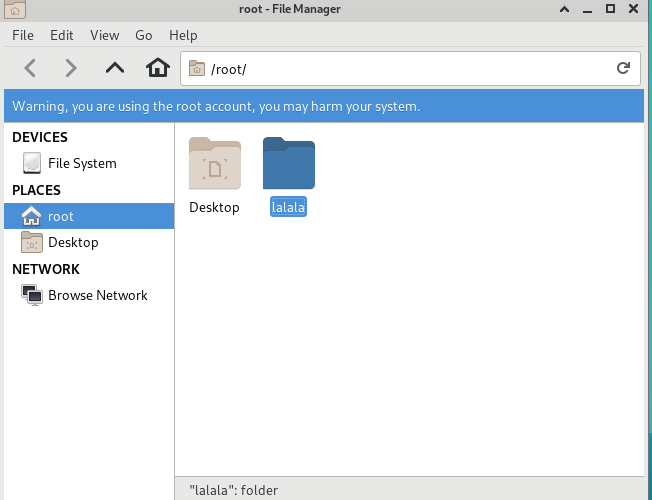 root - File Manager
File Edit View Go Help
/root/
Warning, you are using the root account, you may harm your system.
DEVICES
File System
PLACES
root
Desktop
NETWORK
Browse Network
Desktop lalala
"lalala": folder